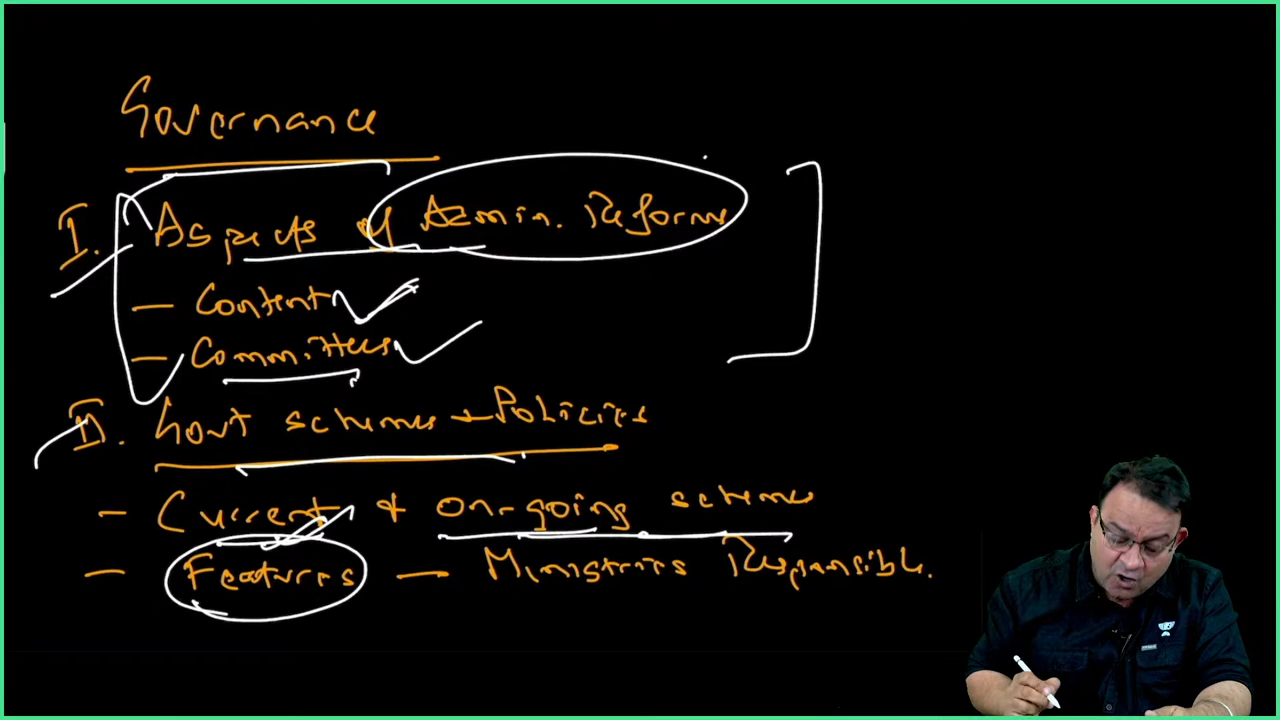 Governance
I. Aspects of Admin. Reforms
— Content
— Committees
II. Govt schemes & Policies
— Current & on-going schemes
— Features — Ministries Responsible.